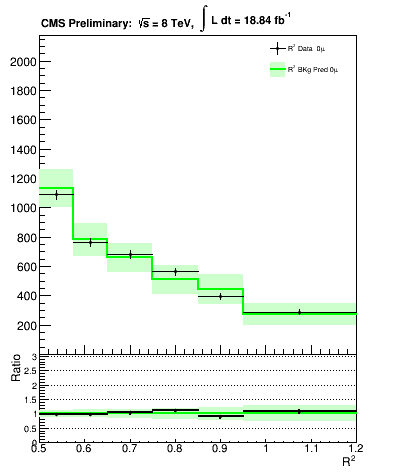 CMS Preliminary: √s = 8 TeV, ∫ L dt = 18.84 fb⁻¹
R² Data 0μ
R² BKg Pred 0μ
2000
1800
1600
1400
1200
1000
800
600
400
200
Ratio
3
2.5
2
1.5
1
0.5
0
0.5 0.6 0.7 0.8 0.9 1 1.1 1.2
R²